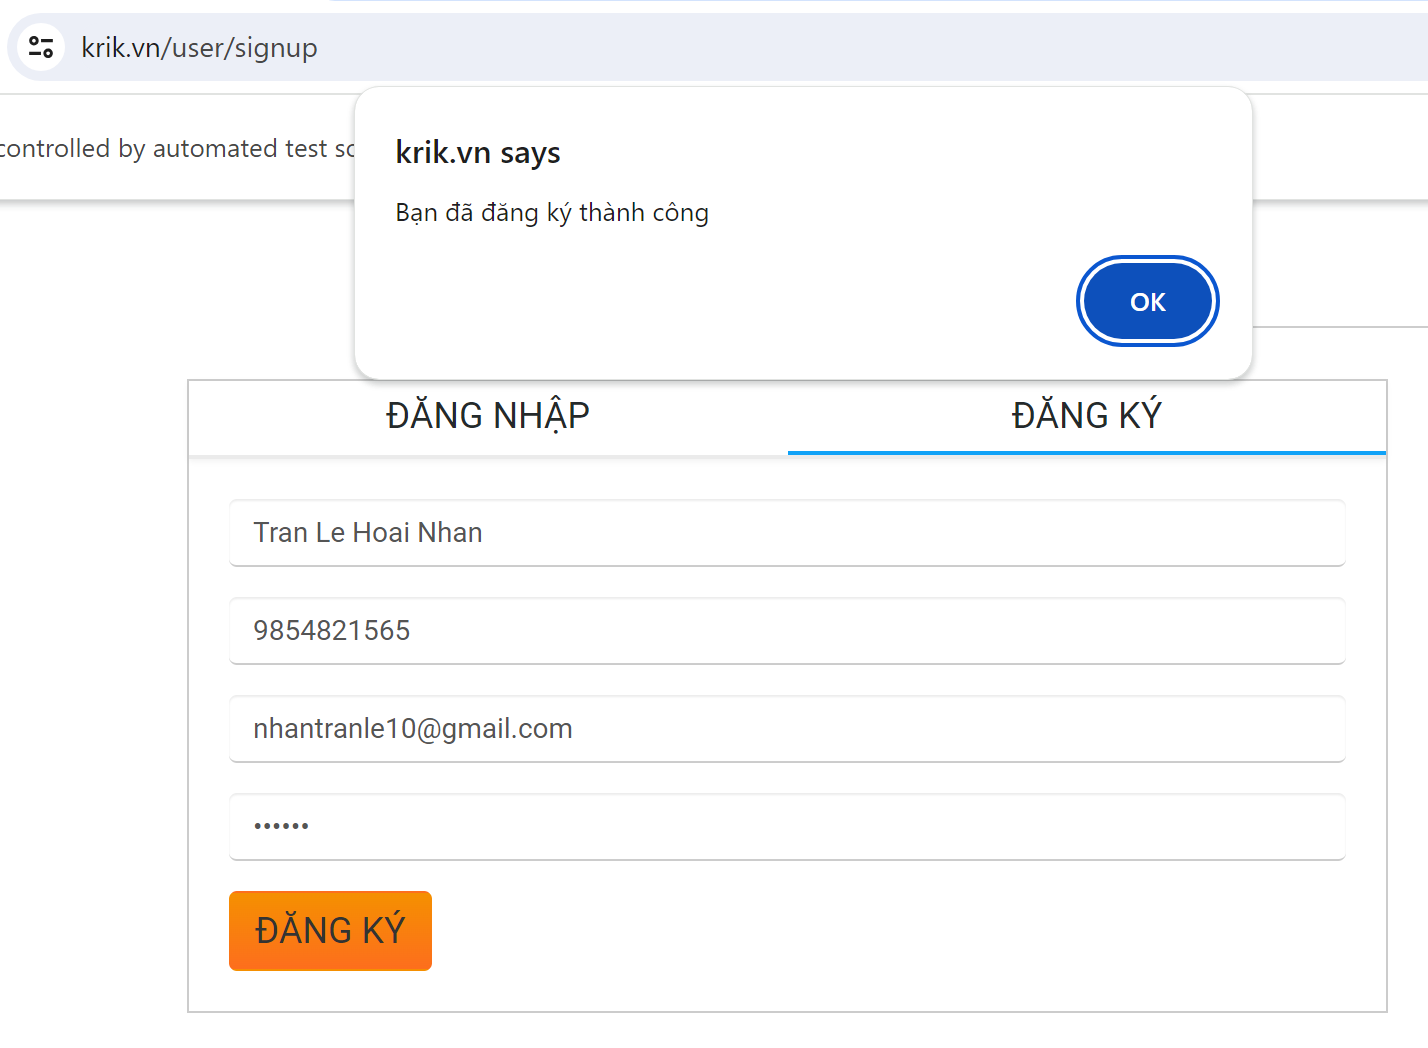 krik.vn/user/signup
controlled by automated test
krik.vn says
Bạn đã đăng ký thành công
OK
ĐĂNG NHẬP
ĐĂNG KÝ
Tran Le Hoai Nhan
9854821565
nhantranle10@gmail.com
••••••
ĐĂNG KÝ